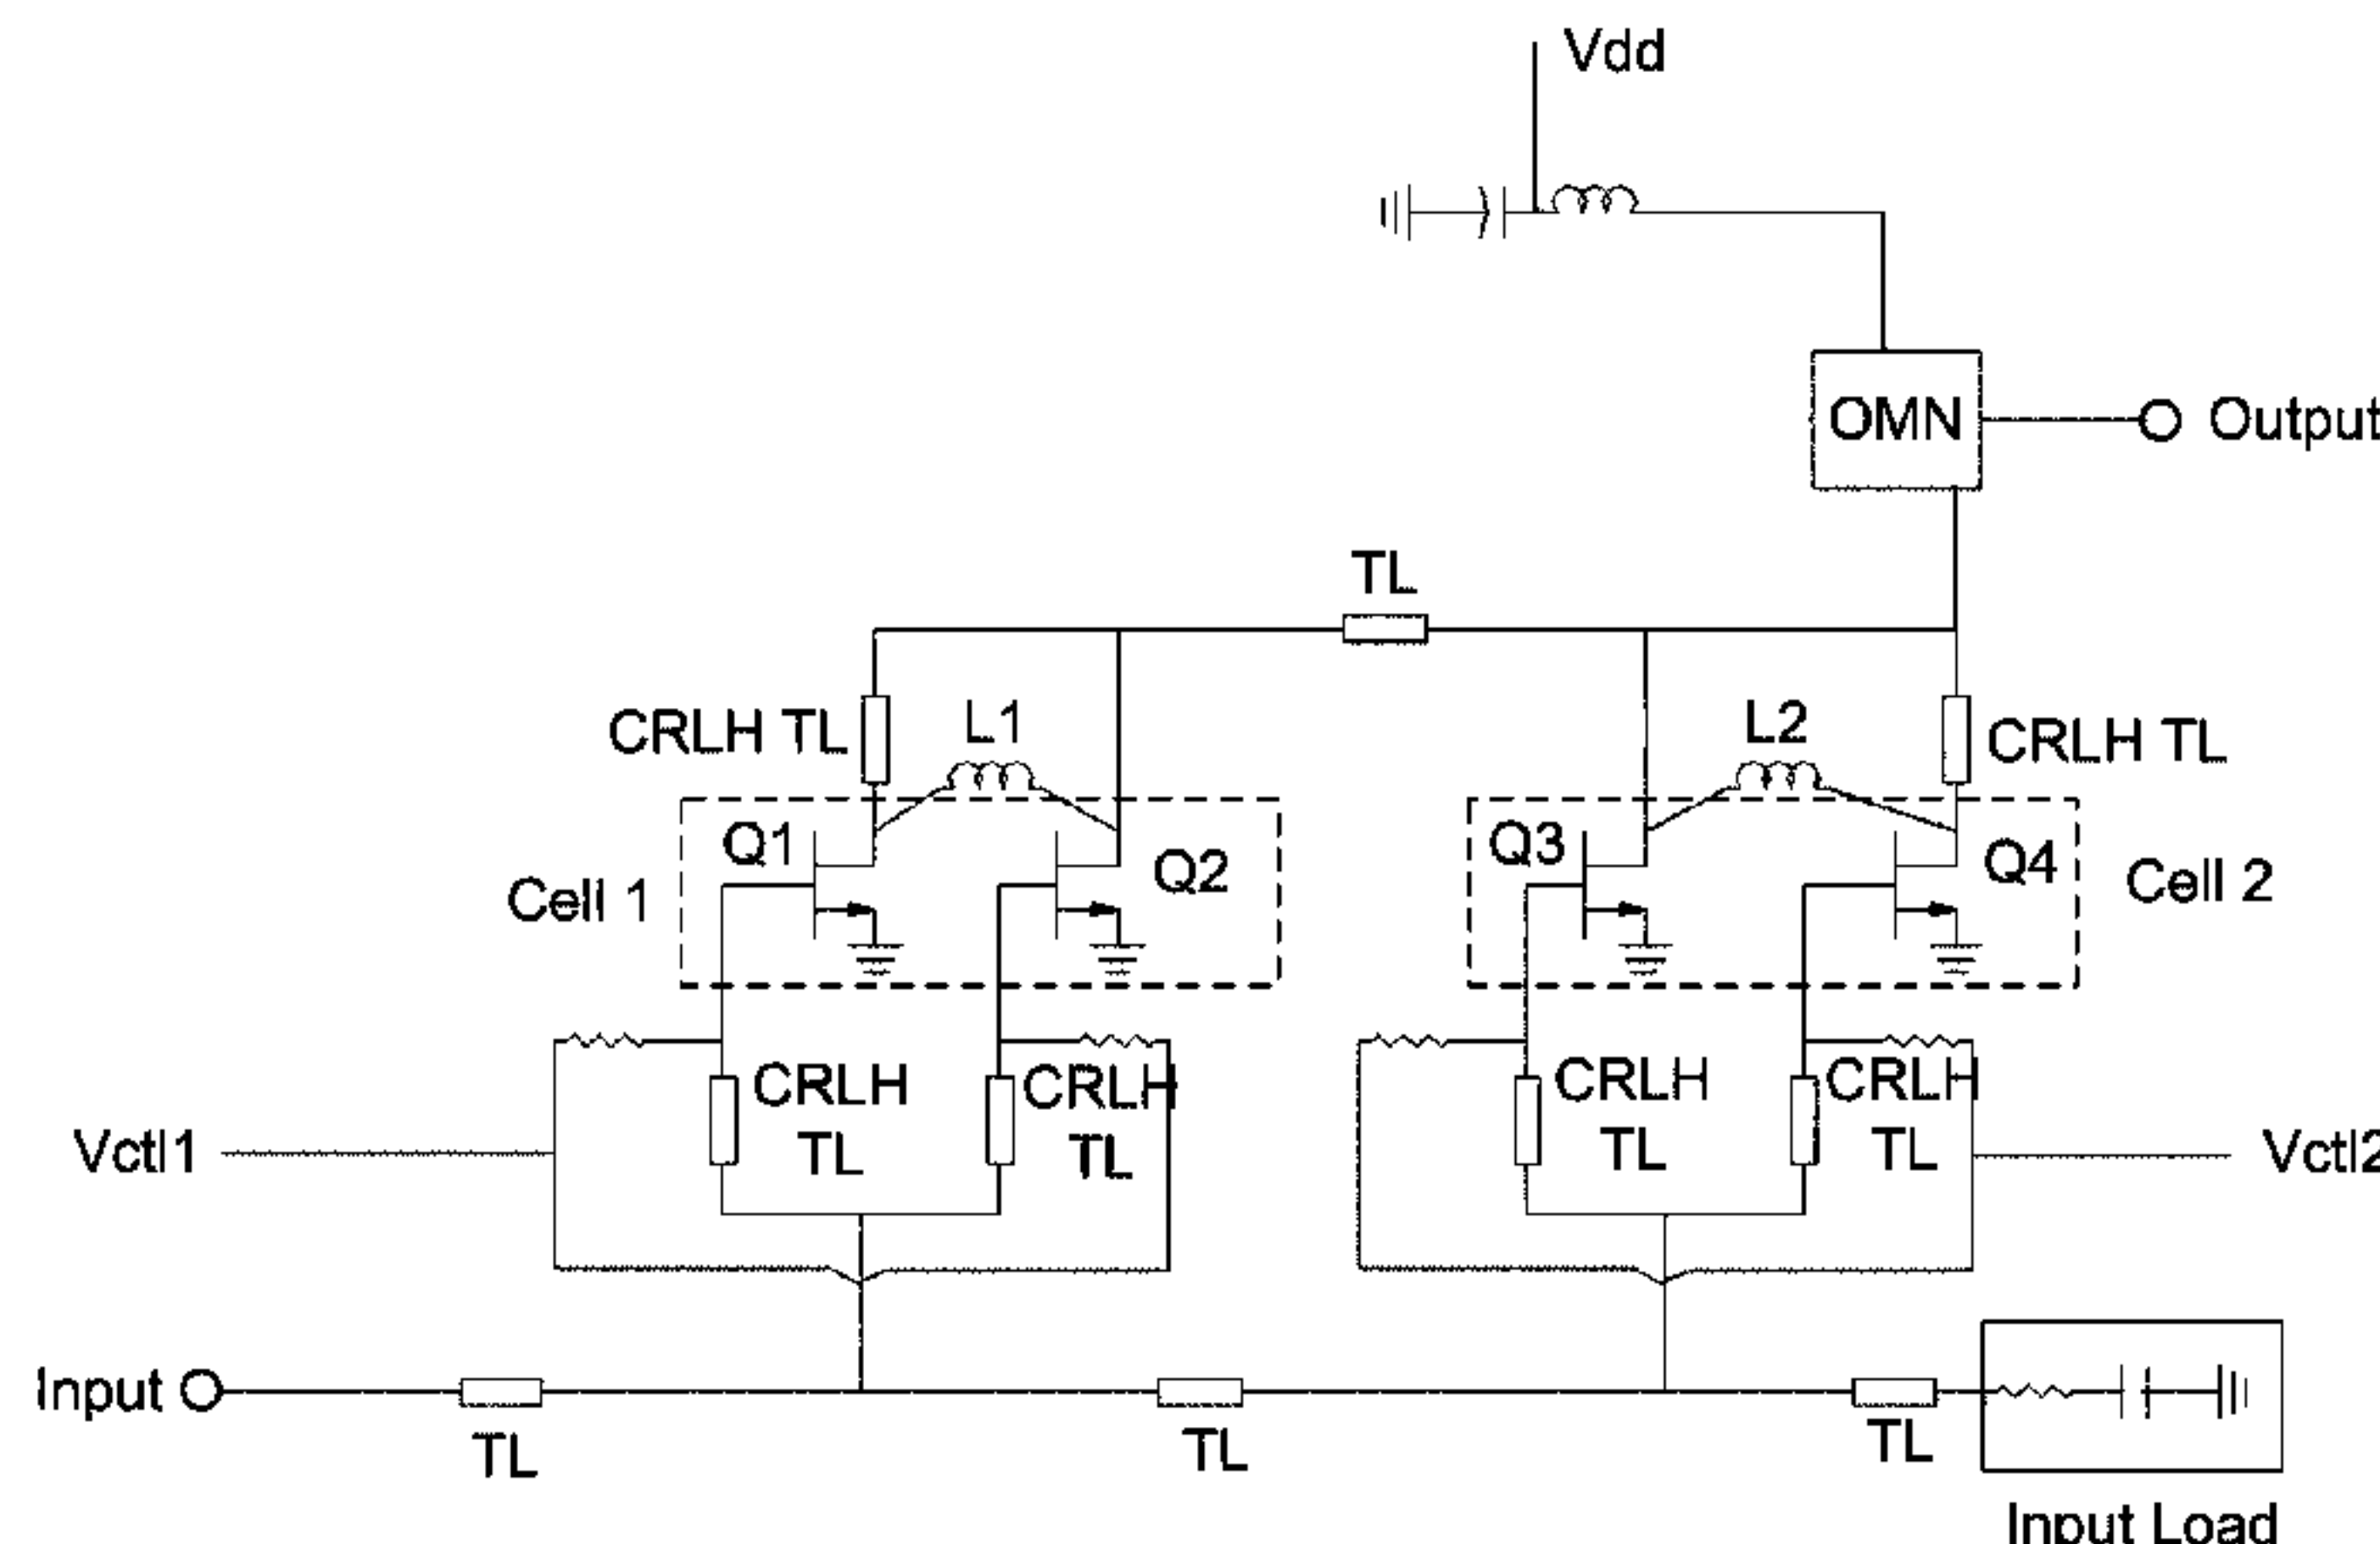 Vdd
OMN
Output
TL
CRLH TL
L1
L2
CRLH TL
Q1
Q2
Q3
Q4
Cell 1
Cell 2
CRLH
TL
CRLH
TL
CRLH
TL
CRLH
TL
Vctl1
Vctl2
Input
TL
TL
TL
Input Load